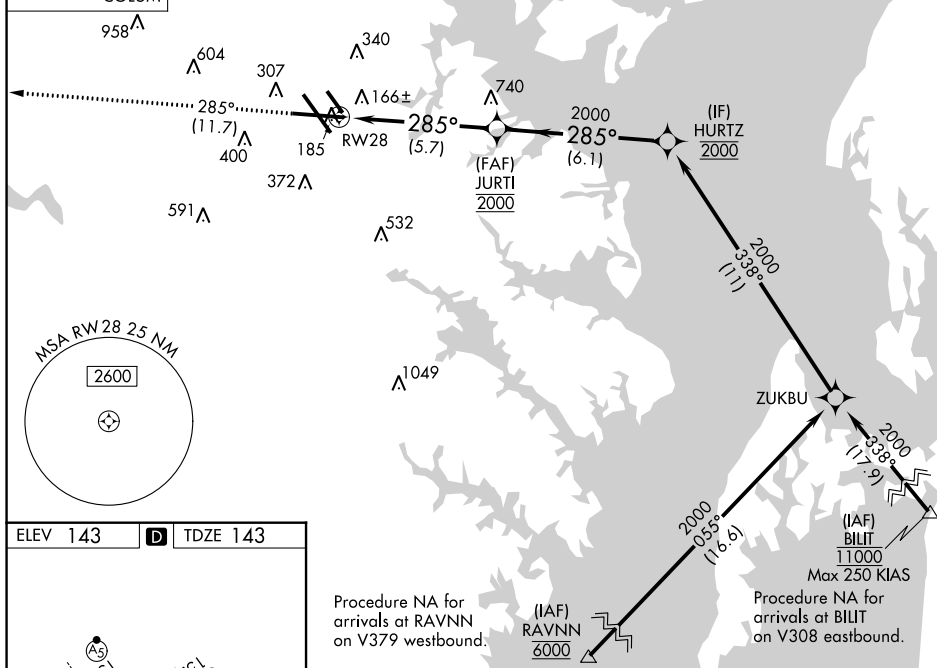 958
604
340
307
166±
740
2000
(IF)
HURTZ
2000
285°
(11.7)
285°
(5.7)
285°
(6.1)
185
RW28
400
(FAF)
JURTI
2000
372
591
532
2000
338°
(11)
MSA RW 28 25 NM
2600
1049
ZUKBU
2000
338°
(17.9)
2000
055°
(16.6)
(IAF)
BILIT
11000
Max 250 KIAS
ELEV 143
D
TDZE 143
Procedure NA for
arrivals at RAVNN
on V379 westbound.
(IAF)
RAVNN
6000
Procedure NA for
arrivals at BILIT
on V308 eastbound.
A5